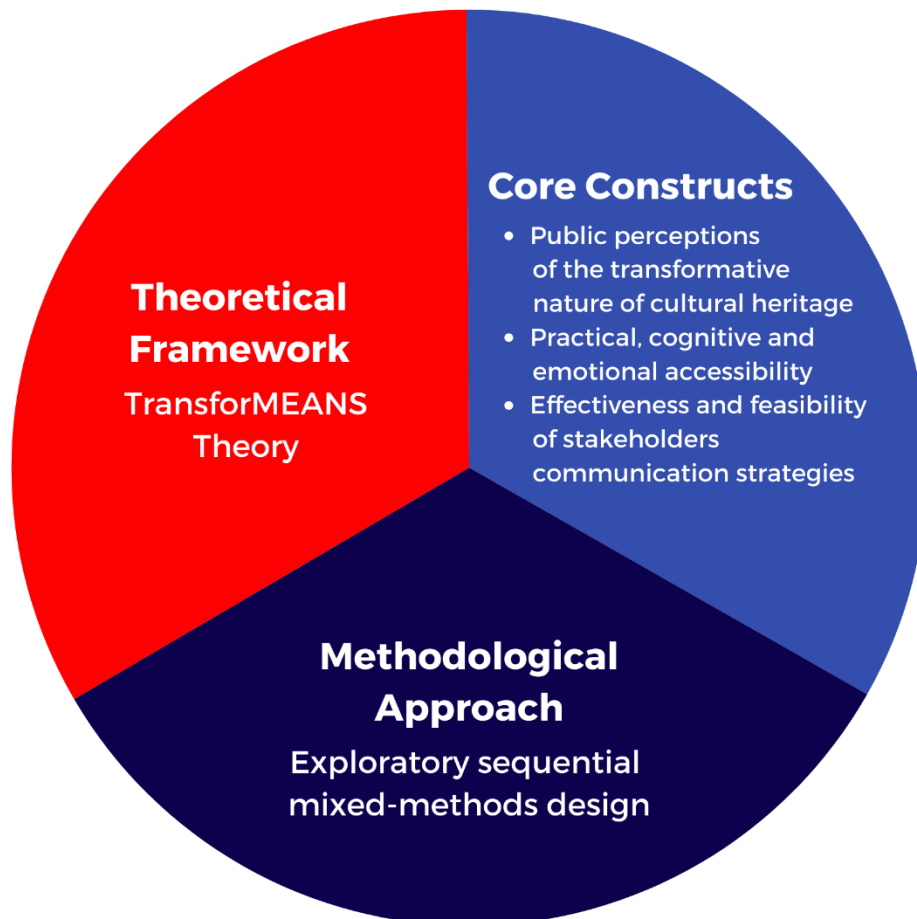 Theoretical
Framework
TransforMEANS
Theory
Core Constructs
• Public perceptions
of the transformative
nature of cultural heritage
• Practical, cognitive and
emotional accessibility
• Effectiveness and feasibility
of stakeholders
communication strategies
Methodological
Approach
Exploratory sequential
mixed-methods design